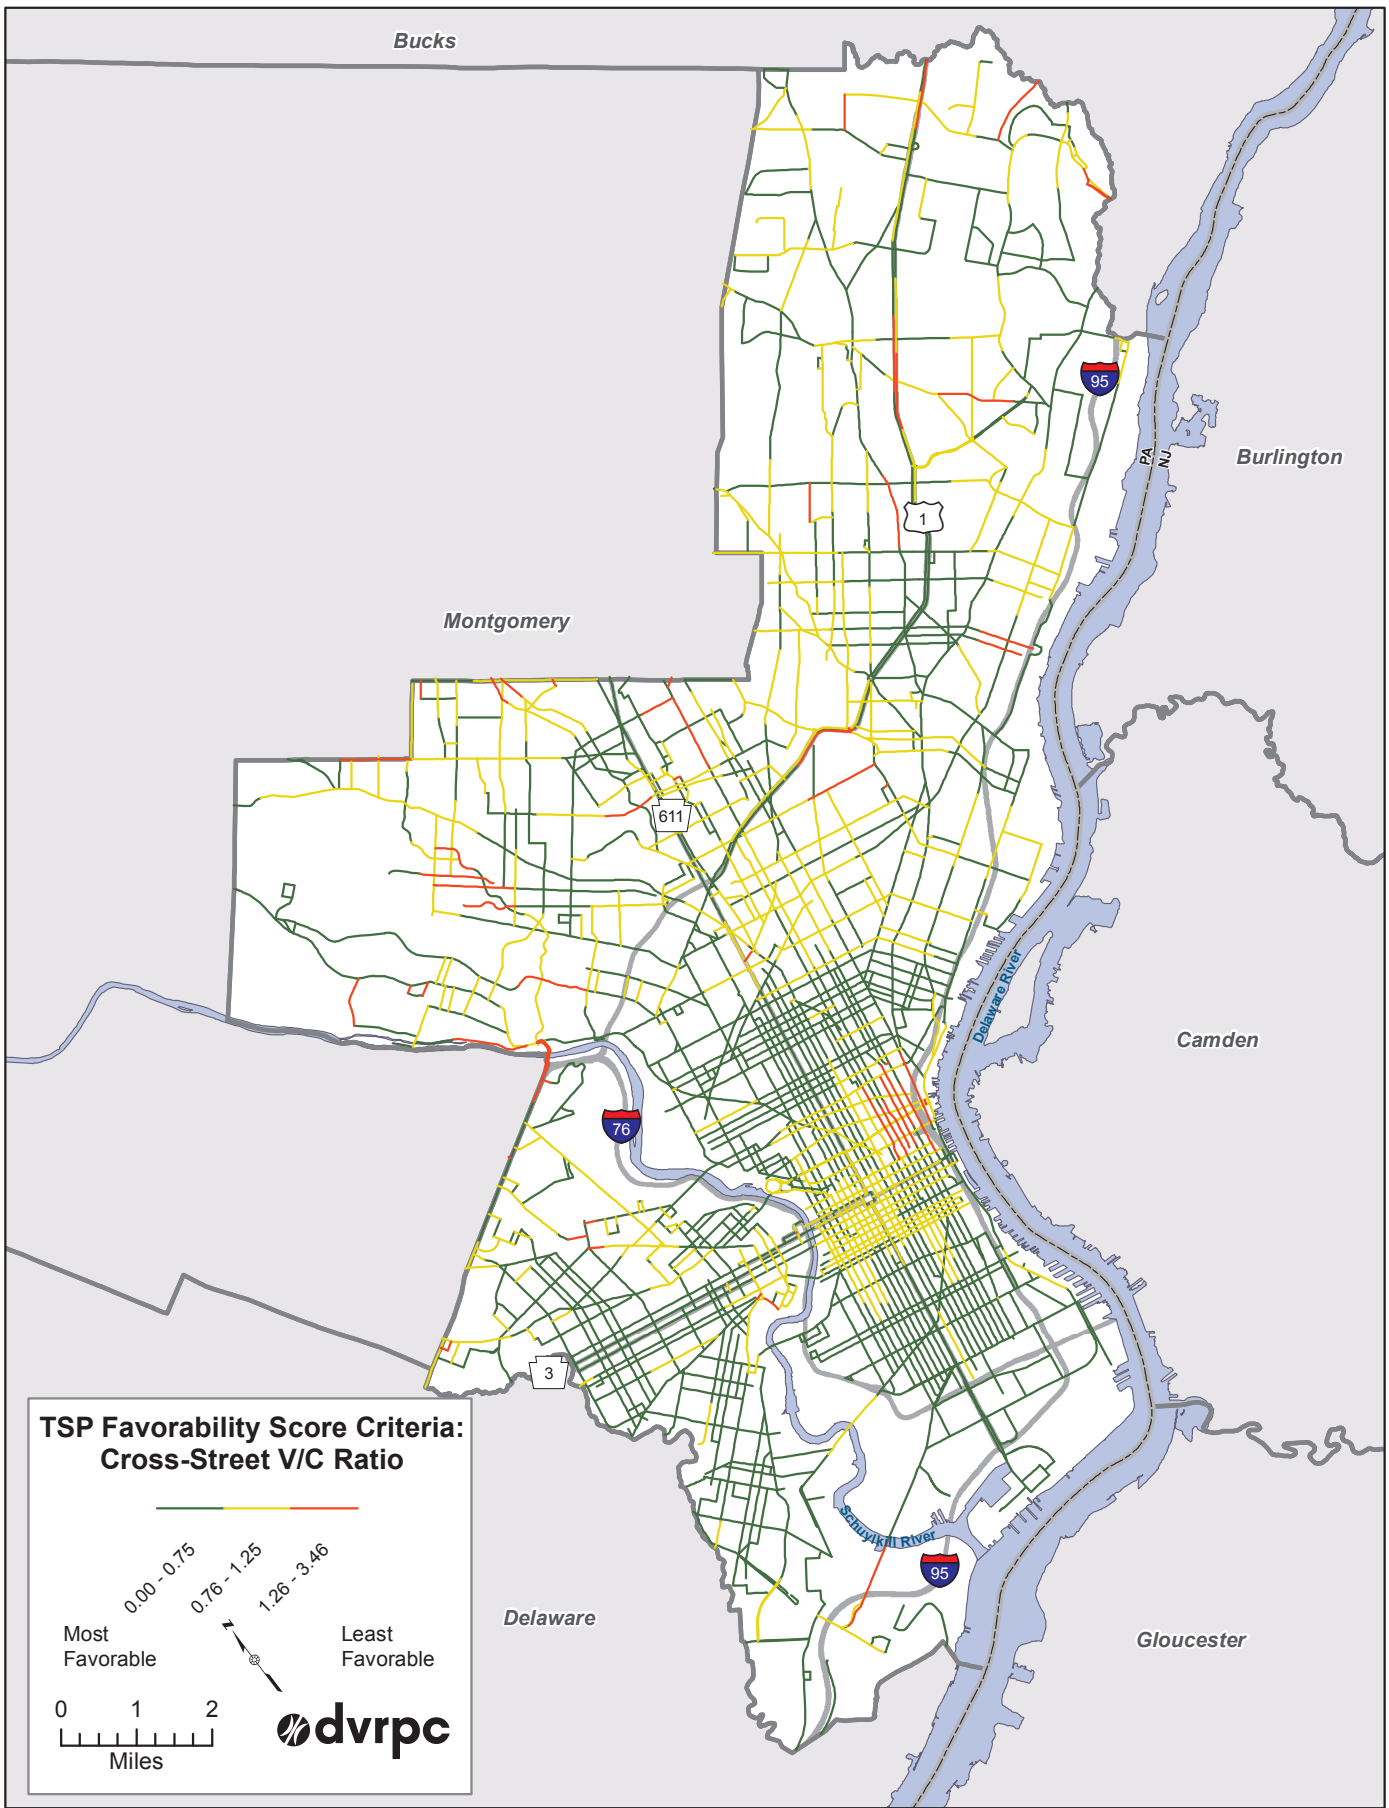 Bucks
95
Burlington
PA
NJ
1
Montgomery
611
Delaware River
Camden
76
3
TSP Favorability Score Criteria:
Cross-Street V/C Ratio
0.00 - 0.75
0.76 - 1.25
1.26 - 3.46
Most
Favorable
Least
Favorable
N
0 1 2
Miles
dvrpc
Schuylkill River
95
Delaware
Gloucester